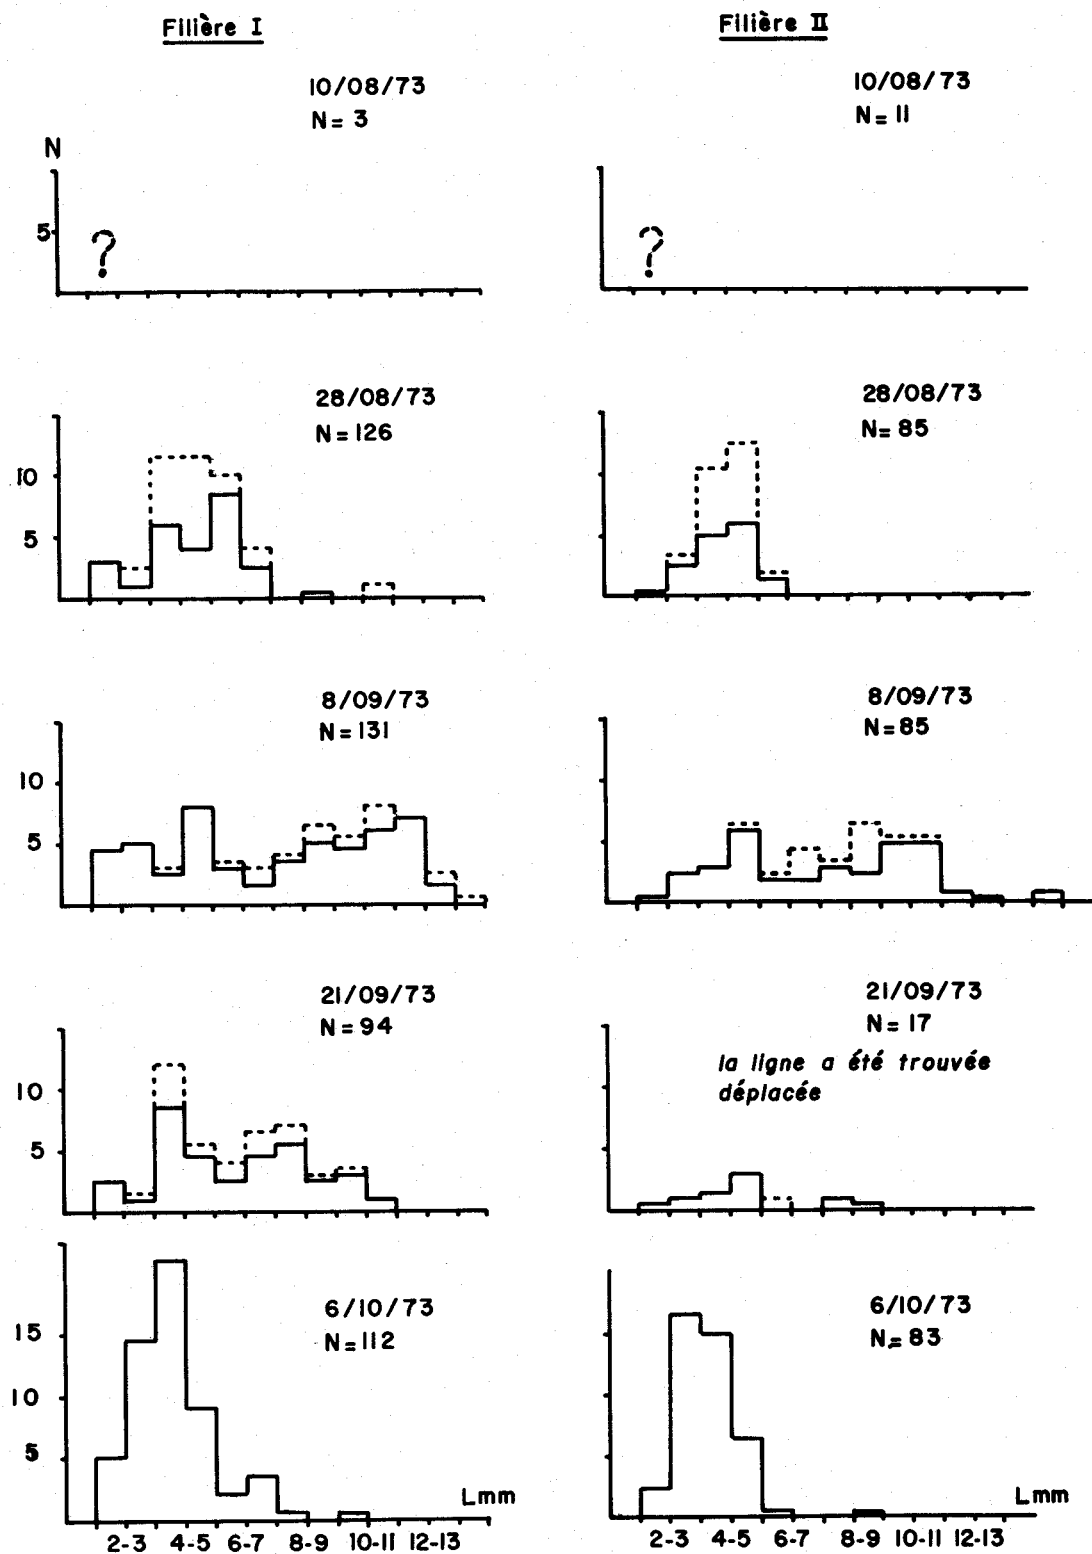 Filière I
Filière II
10/08/73
N= 3
10/08/73
N= 11
N
5
?
?
28/08/73
N=126
28/08/73
N= 85
10
5
8/09/73
N=131
8/09/73
N=85
10
5
21/09/73
N=94
21/09/73
N= 17
la ligne a été trouvée
déplacée
10
5
6/10/73
N=112
6/10/73
N.=83
15
10
5
Lmm
Lmm
2-3 4-5 6-7 8-9 10-11 12-13
2-3 4-5 6-7 8-9 10-11 12-13